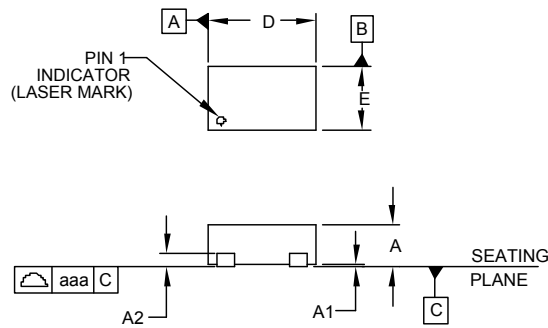 A
D
B
PIN 1
INDICATOR
(LASER MARK)
E
A
SEATING
PLANE
aaa C
A2
A1
C